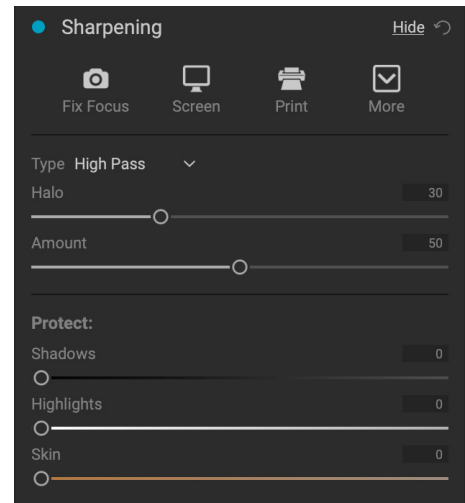 Sharpening Hide
Fix Focus Screen Print More
Type High Pass
Halo 30
Amount 50
Protect:
Shadows 0
Highlights 0
Skin 0